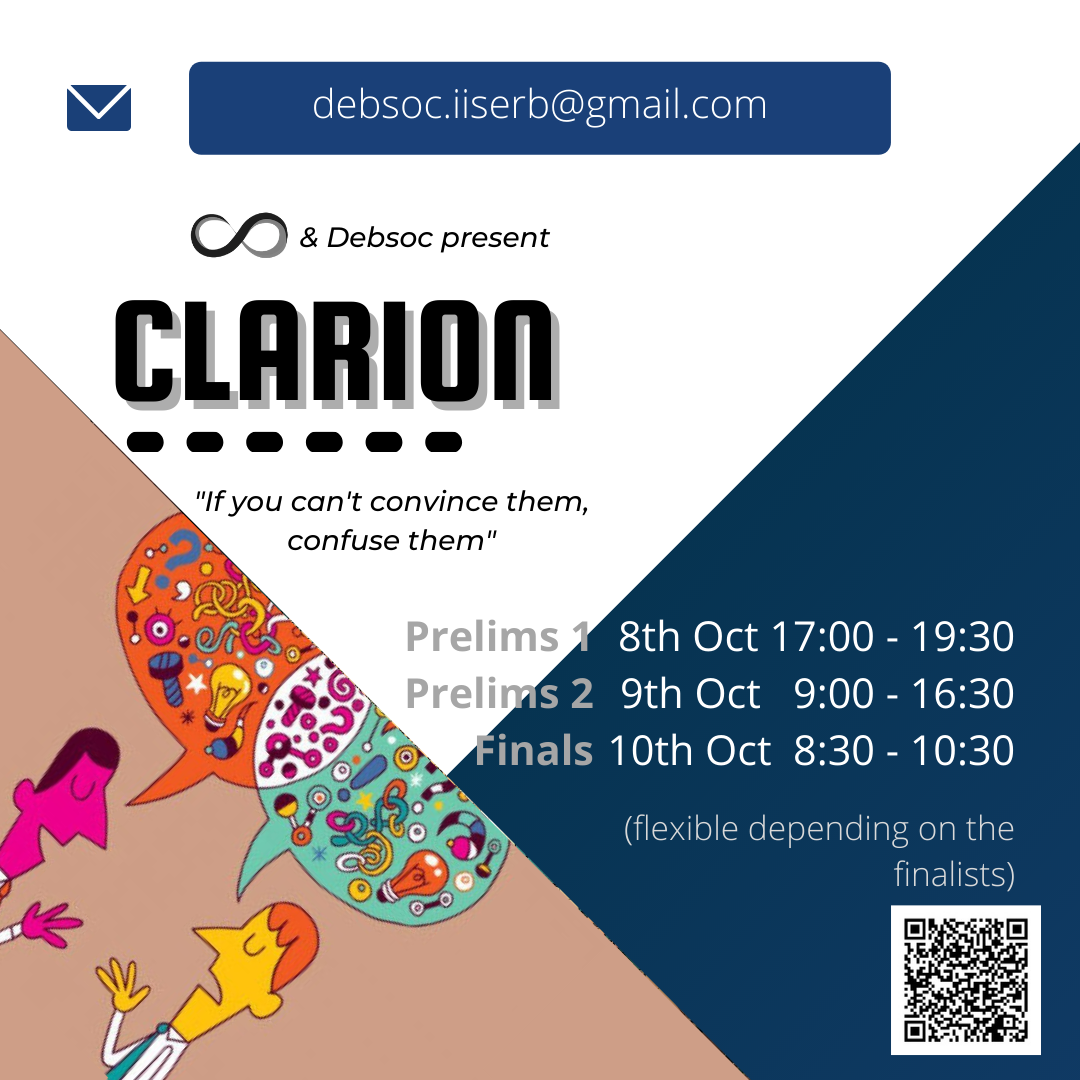 debsoc.iiserb@gmail.com
& Debsoc present
CLARION
"If you can't convince them,
confuse them"
Prelims 1 8th Oct 17:00 - 19:30
Prelims 2 9th Oct 9:00 - 16:30
Finals 10th Oct 8:30 - 10:30
(flexible depending on the
finalists)